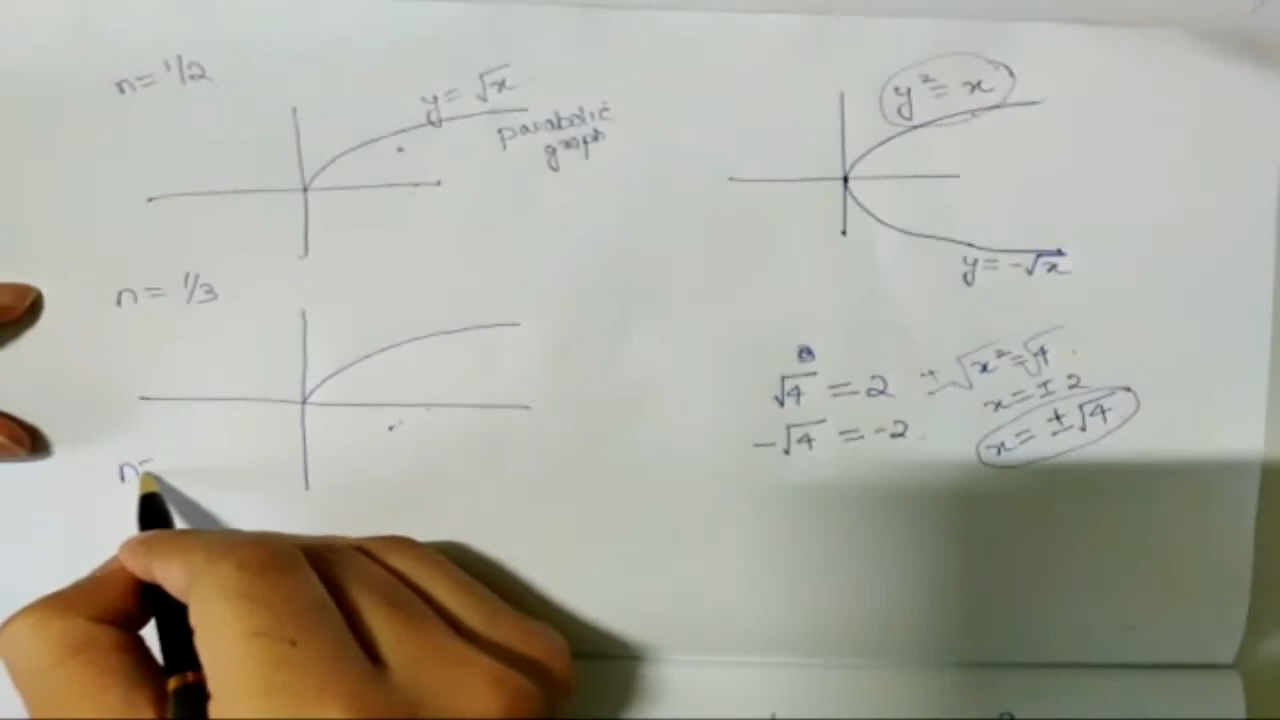 n = 1/2
y = √x
parabolic
graph
y² = x
y = -√x
n = 1/3
√4 = 2
-√4 = -2.
± √x² = √4.
x = ± 2
x = ± √4
n=